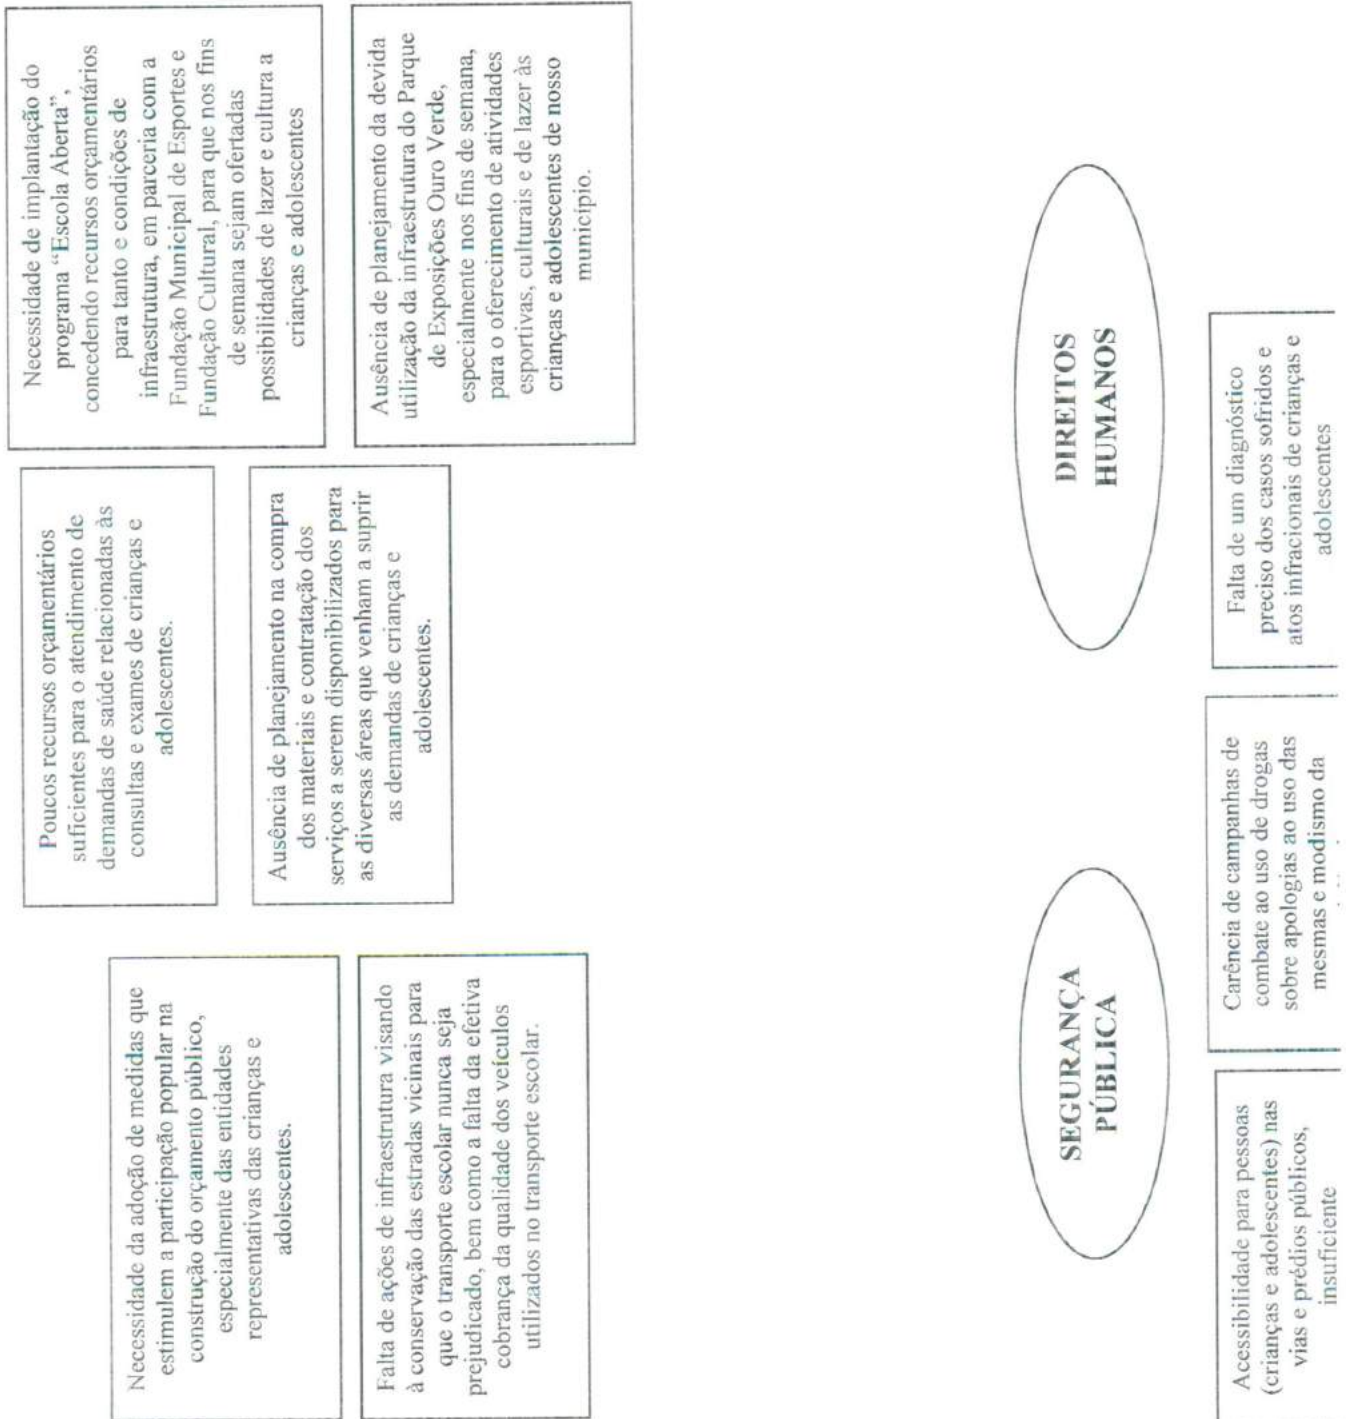 Necessidade da adoção de medidas que
estimulem a participação popular na
construção do orçamento público,
especialmente das entidades
representativas das crianças e
adolescentes.
Poucos recursos orçamentários
suficientes para o atendimento de
demandas de saúde relacionadas às
consultas e exames de crianças e
adolescentes.
Necessidade de implantação do
programa “Escola Aberta”,
concedendo recursos orçamentários
para tanto e condições de
infraestrutura, em parceria com a
Fundação Municipal de Esportes e
Fundação Cultural, para que nos fins
de semana sejam ofertadas
possibilidades de lazer e cultura a
crianças e adolescentes
Falta de ações de infraestrutura visando
à conservação das estradas vicinais para
que o transporte escolar nunca seja
prejudicado, bem como a falta da efetiva
cobrança da qualidade dos veículos
utilizados no transporte escolar.
Ausência de planejamento na compra
dos materiais e contratação dos
serviços a serem disponibilizados para
as diversas áreas que venham a suprir
as demandas de crianças e
adolescentes.
Ausência de planejamento da devida
utilização da infraestrutura do Parque
de Exposições Ouro Verde,
especialmente nos fins de semana,
para o oferecimento de atividades
esportivas, culturais e de lazer às
crianças e adolescentes de nosso
município.
SEGURANÇA
PÚBLICA
DIREITOS
HUMANOS
Acessibilidade para pessoas
(crianças e adolescentes) nas
vias e prédios públicos,
insuficiente
Carência de campanhas de
combate ao uso de drogas
sobre apologias ao uso das
mesmas e modismo da
Falta de um diagnóstico
preciso dos casos sofridos e
atos infracionais de crianças e
adolescentes